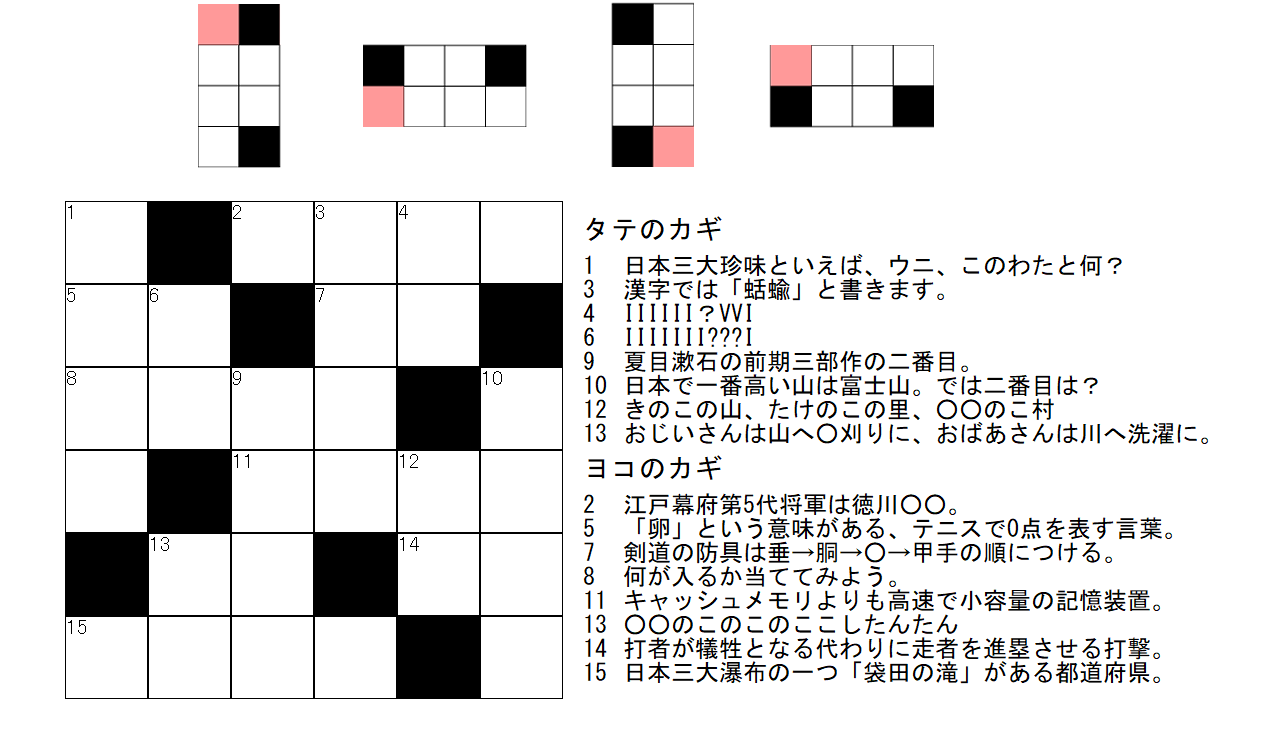 1 2 3 4
5 6 7
8 9 10
11 12
13 14
15
タテのカギ
1 日本三大珍味といえば、ウニ、このわたと何？
3 漢字では「蛞蝓」と書きます。
4 IIIIII？VVI
6 IIIIIII???I
9 夏目漱石の前期三部作の二番目。
10 日本で一番高い山は富士山。では二番目は？
12 きのこの山、たけのこの里、〇〇のこ村
13 おじいさんは山へ〇刈りに、おばあさんは川へ洗濯に。
ヨコのカギ
2 江戸幕府第5代将軍は徳川〇〇。
5 「卵」という意味がある、テニスで0点を表す言葉。
7 剣道の防具は垂→胴→〇→甲手の順につける。
8 何が入るか当ててみよう。
11 キャッシュメモリよりも高速で小容量の記憶装置。
13 〇〇のこのこのここしたんたん
14 打者が犠牲となる代わりに走者を進塁させる打撃。
15 日本三大瀑布の一つ「袋田の滝」がある都道府県。